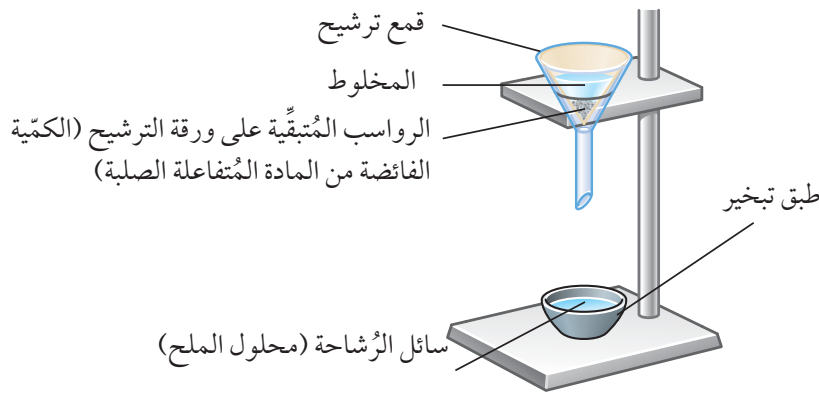 قمع ترشيح
المخلوط
الرواسب المُتبقِّية على ورقة الترشيح (الكمّية
الفائضة من المادة المُتفاعلة الصلبة)
طبق تبخير
سائل الرُشاحة (محلول الملح)